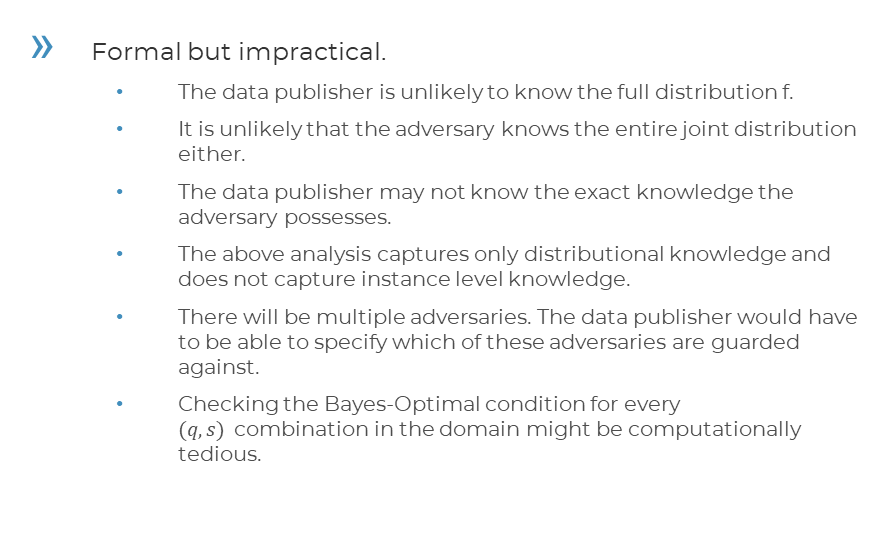 » Formal but impractical.
• The data publisher is unlikely to know the full distribution f.
• It is unlikely that the adversary knows the entire joint distribution
either.
• The data publisher may not know the exact knowledge the
adversary possesses.
• The above analysis captures only distributional knowledge and
does not capture instance level knowledge.
• There will be multiple adversaries. The data publisher would have
to be able to specify which of these adversaries are guarded
against.
• Checking the Bayes-Optimal condition for every
(q, s) combination in the domain might be computationally
tedious.